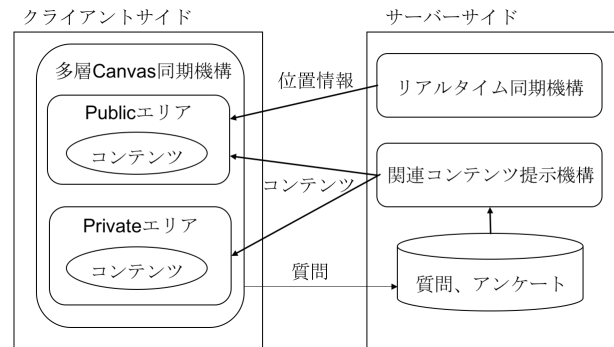 クライアントサイド
サーバーサイド
多層Canvas同期機構
Publicエリア
コンテンツ
Privateエリア
コンテンツ
位置情報
コンテンツ
質問
リアルタイム同期機構
関連コンテンツ提示機構
質問、アンケート